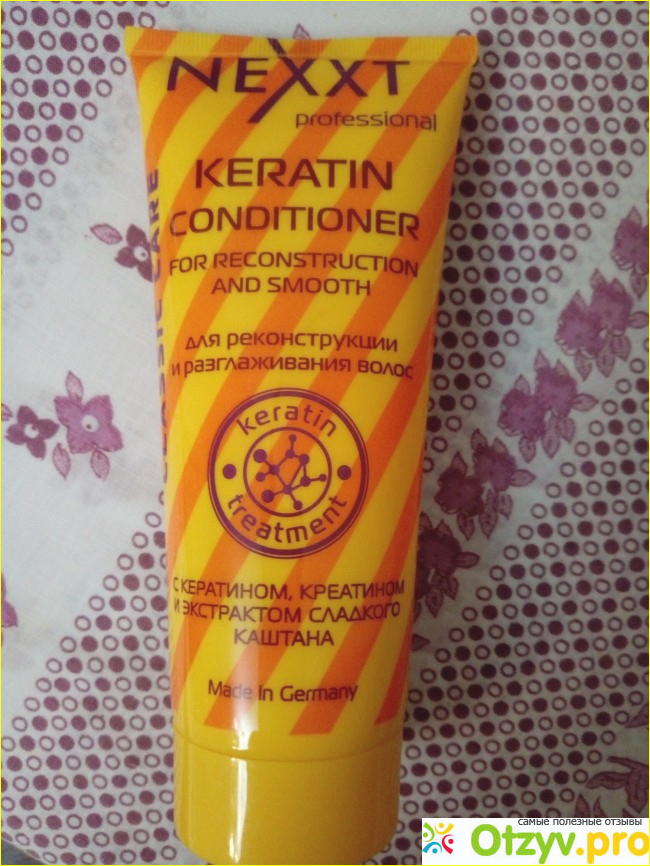 NEXXT
professional
KERATIN
CONDITIONER
FOR RECONSTRUCTION
AND SMOOTH
для реконструкции
и разглаживания волос
keratin
treatment
С КЕРАТИНОМ, КРЕАТИНОМ
И ЭКСТРАКТОМ СЛАДКОГО
КАШТАНА
Made In Germany
CARE
самые полезные отзывы
Otzyv.pro